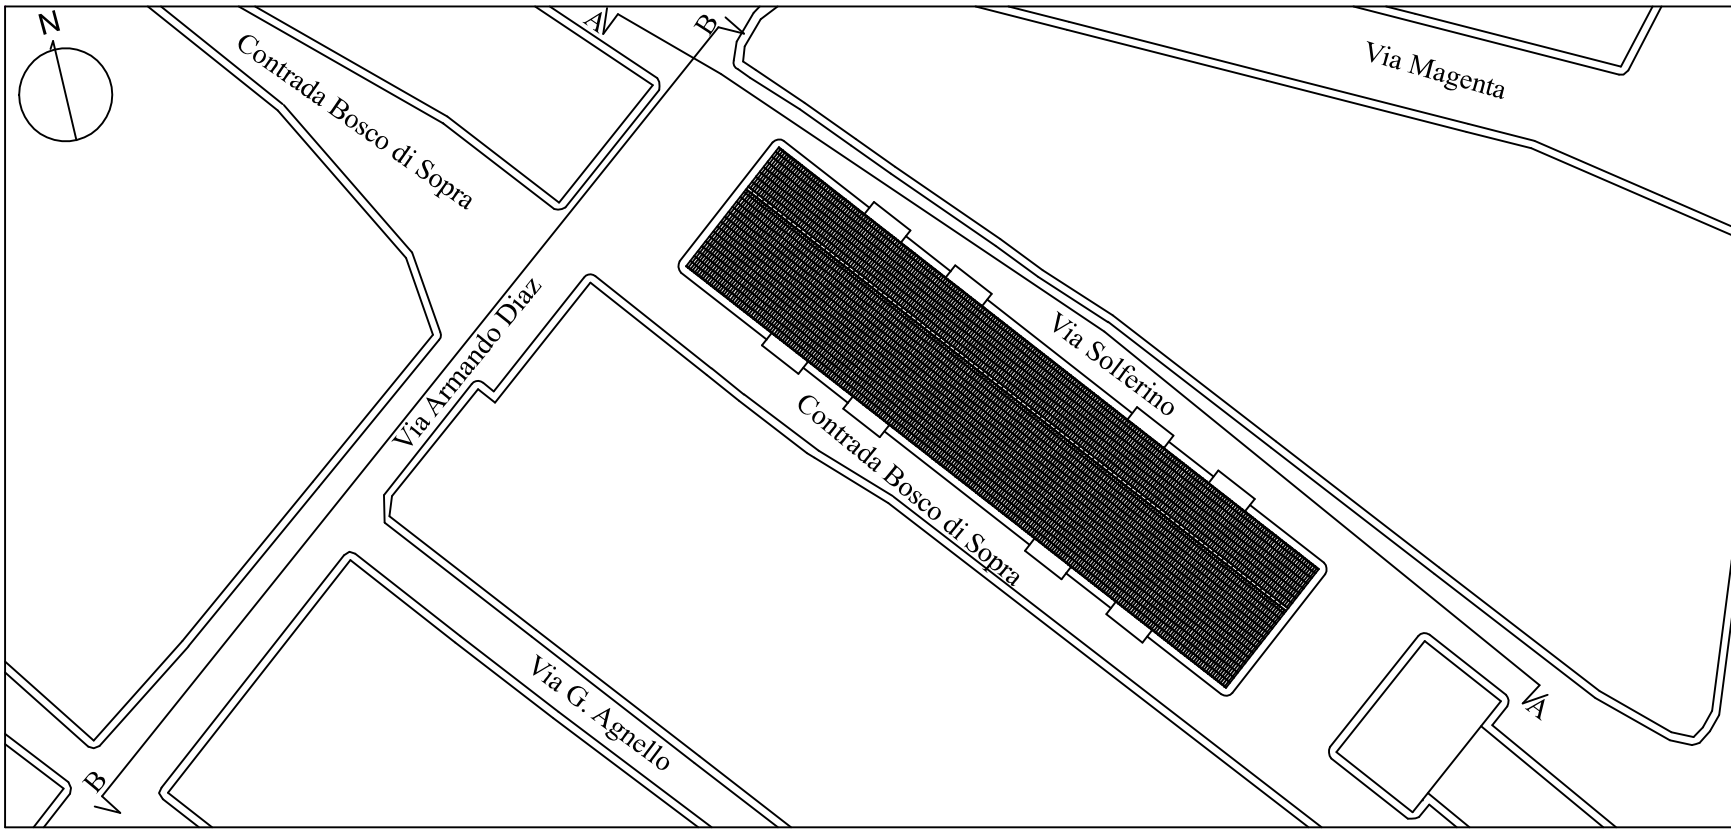 N
A
B
Contrada Bosco di Sopra
Via Magenta
Via Armando Diaz
Via Solferino
Contrada Bosco di Sopra
Via G. Agnello
A
B